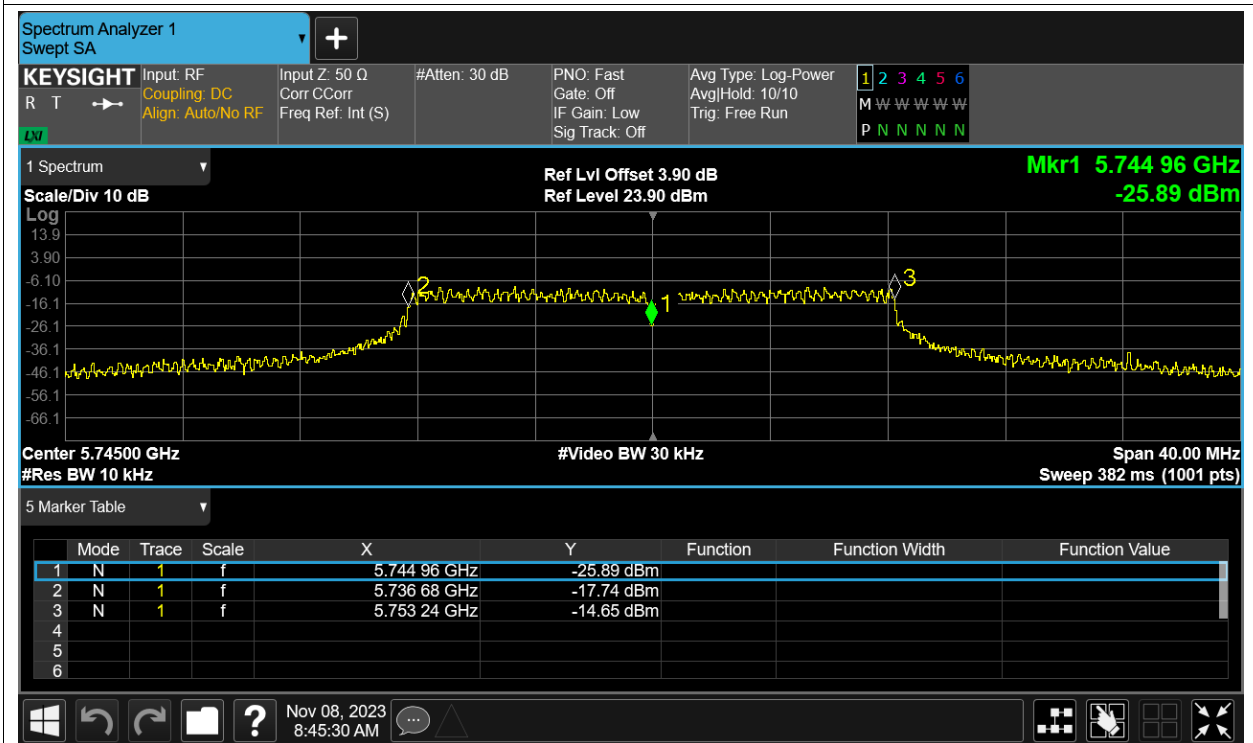 Spectrum Analyzer 1
Swept SA
+
KEYSIGHT Input: RF Input Z: 50 Ω #Atten: 30 dB PNO: Fast Avg Type: Log-Power 1 2 3 4 5 6
R T Coupling: DC Corr CCorr Gate: Off Avg|Hold: 10/10 M W W W W W
Align: Auto/No RF Freq Ref: Int (S) IF Gain: Low Trig: Free Run
LXI Sig Track: Off P N N N N N
1 Spectrum Ref Lvl Offset 3.90 dB Mkr1 5.744 96 GHz
Scale/Div 10 dB Ref Level 23.90 dBm -25.89 dBm
Log
13.9
3.90
-6.10
-16.1
-26.1
-36.1
-46.1
-56.1
-66.1
2
1
3
Center 5.74500 GHz #Video BW 30 kHz Span 40.00 MHz
#Res BW 10 kHz Sweep 382 ms (1001 pts)
5 Marker Table
Mode Trace Scale X Y Function Function Width Function Value
1 N 1 f 5.744 96 GHz -25.89 dBm
2 N 1 f 5.736 68 GHz -17.74 dBm
3 N 1 f 5.753 24 GHz -14.65 dBm
4
5
6
? Nov 08, 2023
8:45:30 AM